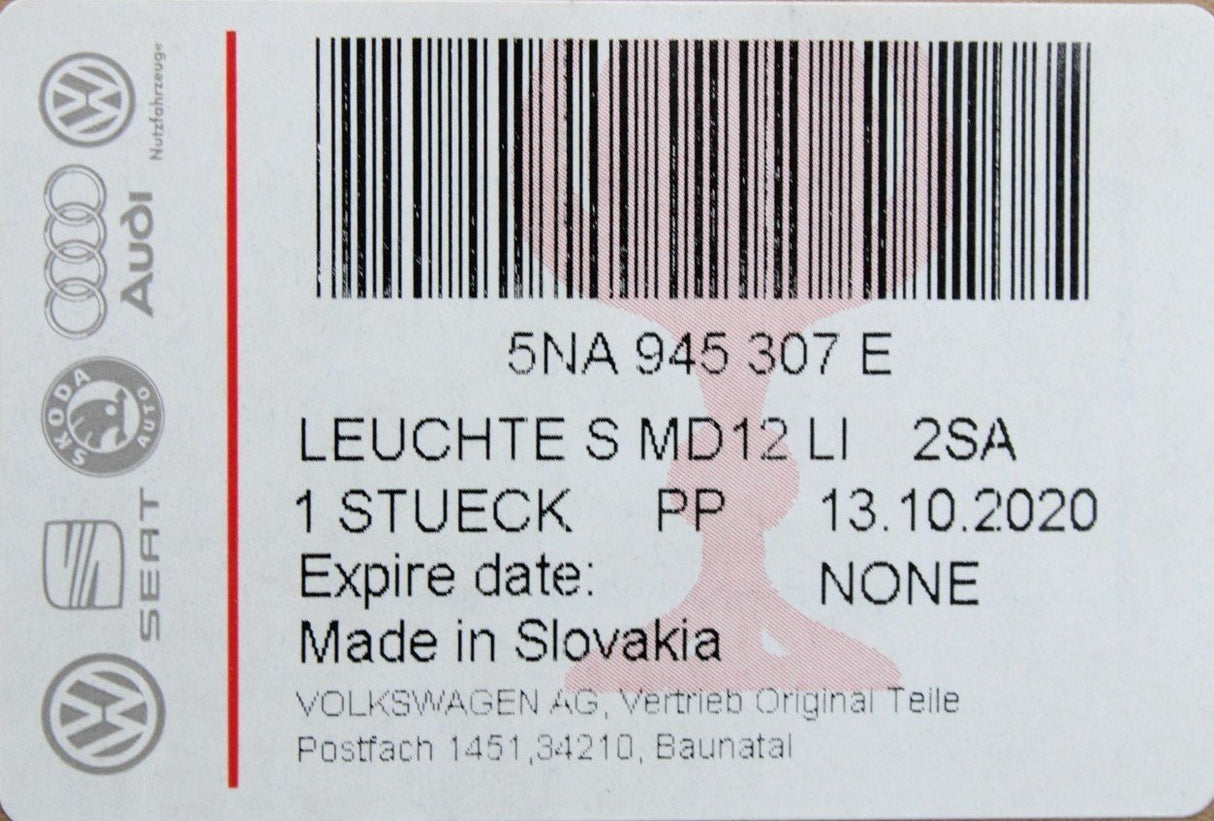 Nutzfahrzeuge
Audi
SKODA
AUTO
SEAT
5NA 945 307 E
LEUCHTE S MD12 LI 2SA
1 STUECK PP 13.10.2020
Expire date: NONE
Made in Slovakia
VOLKSWAGEN AG, Vertrieb Original Teile
Postfach 1451,34210, Baunatal